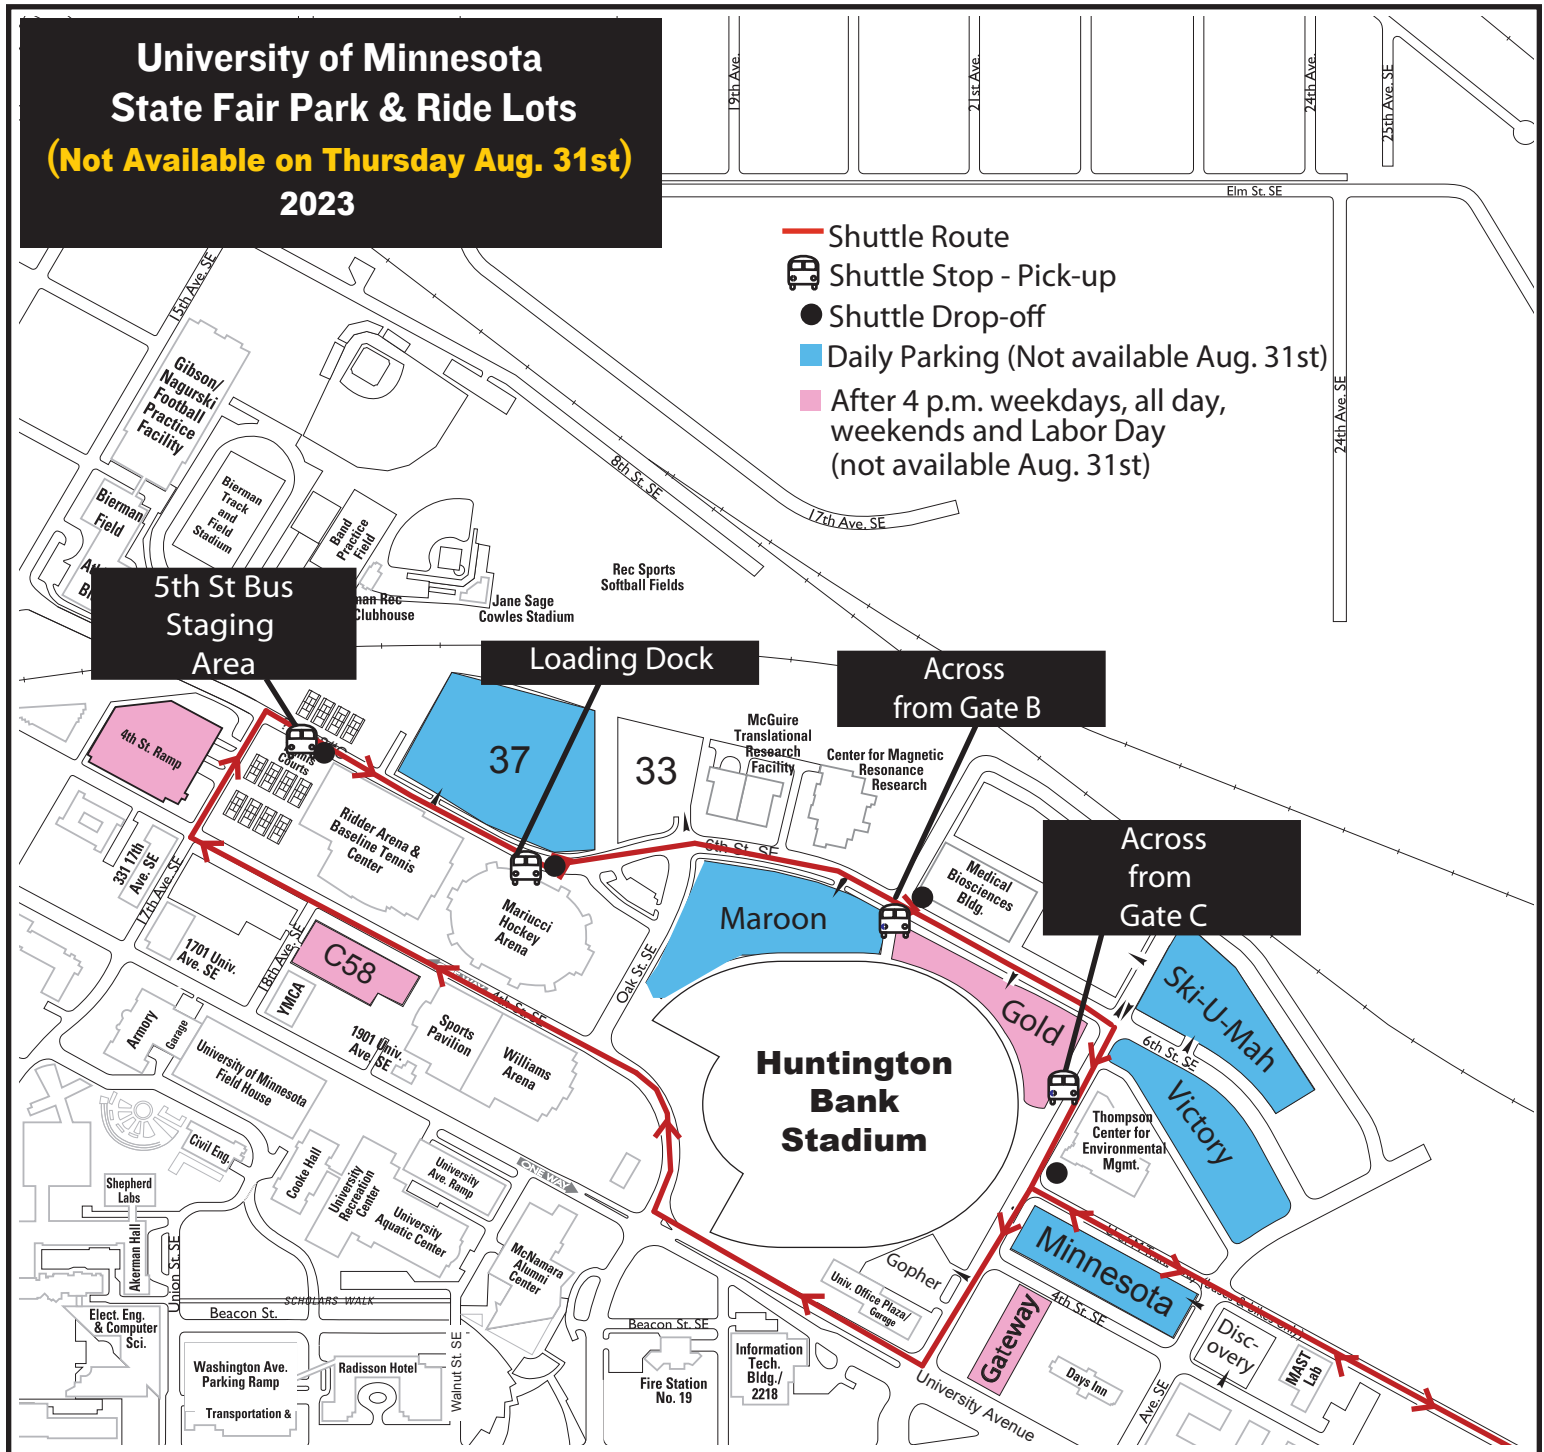 University of Minnesota
State Fair Park & Ride Lots
(Not Available on Thursday Aug. 31st)
2023
19th Ave.
21st Ave.
24th Ave.
25th Ave. SE
Elm St. SE
Shuttle Route
Shuttle Stop - Pick-up
Shuttle Drop-off
Daily Parking (Not available Aug. 31st)
After 4 p.m. weekdays, all day,
weekends and Labor Day
(not available Aug. 31st)
24th Ave. SE
15th Ave. SE
Gibson/
Nagurski
Football
Practice
Facility
Bierman
Field
Bierman
Track
and
Field
Stadium
Band
Practice
Field
8th St. SE
17th Ave. SE
Rec Sports
Softball Fields
Jane Sage
Cowles Stadium
Clubhouse
5th St Bus
Staging
Area
Loading Dock
Across
from Gate B
Across
from
Gate C
4th St. Ramp
Courts
37
33
McGuire
Translational
Research
Facility
Center for Magnetic
Resonance
Research
Ridder Arena &
Baseline Tennis
Center
6th St. SE
Medical
Biosciences
Bldg.
331 17th
Ave. SE
17th Ave. SE
Mariucci
Hockey
Arena
Maroon
1701 Univ.
Ave. SE
18th Ave. SE
C58
YMCA
4th St. SE
Oak St. SE
Gold
Ski-U-Mah
6th St. SE
Victory
Armory
Garage
University of Minnesota
Field House
1901 Univ.
Ave. SE
Sports
Pavilion
Williams
Arena
Huntington
Bank
Stadium
Thompson
Center for
Environmental
Mgmt.
Civil Eng.
Cooke Hall
University
Recreation
Center
University
Ave. Ramp
University
Aquatic Center
ONE WAY
Shepherd
Labs
Akerman Hall
Union St. SE
McNamara
Alumni
Center
Gopher
Univ. Office Plaza/
Garage
Minnesota
4th St. SE
Gateway
Disc-
overy
MAST
Lab
Days Inn
Elect. Eng.
& Computer
Sci.
SCHOLARS WALK
Beacon St.
Beacon St. SE
Walnut St. SE
Washington Ave.
Parking Ramp
Radisson Hotel
Transportation &
Fire Station
No. 19
Information
Tech.
Bldg./
2218
University Avenue
Ave. SE